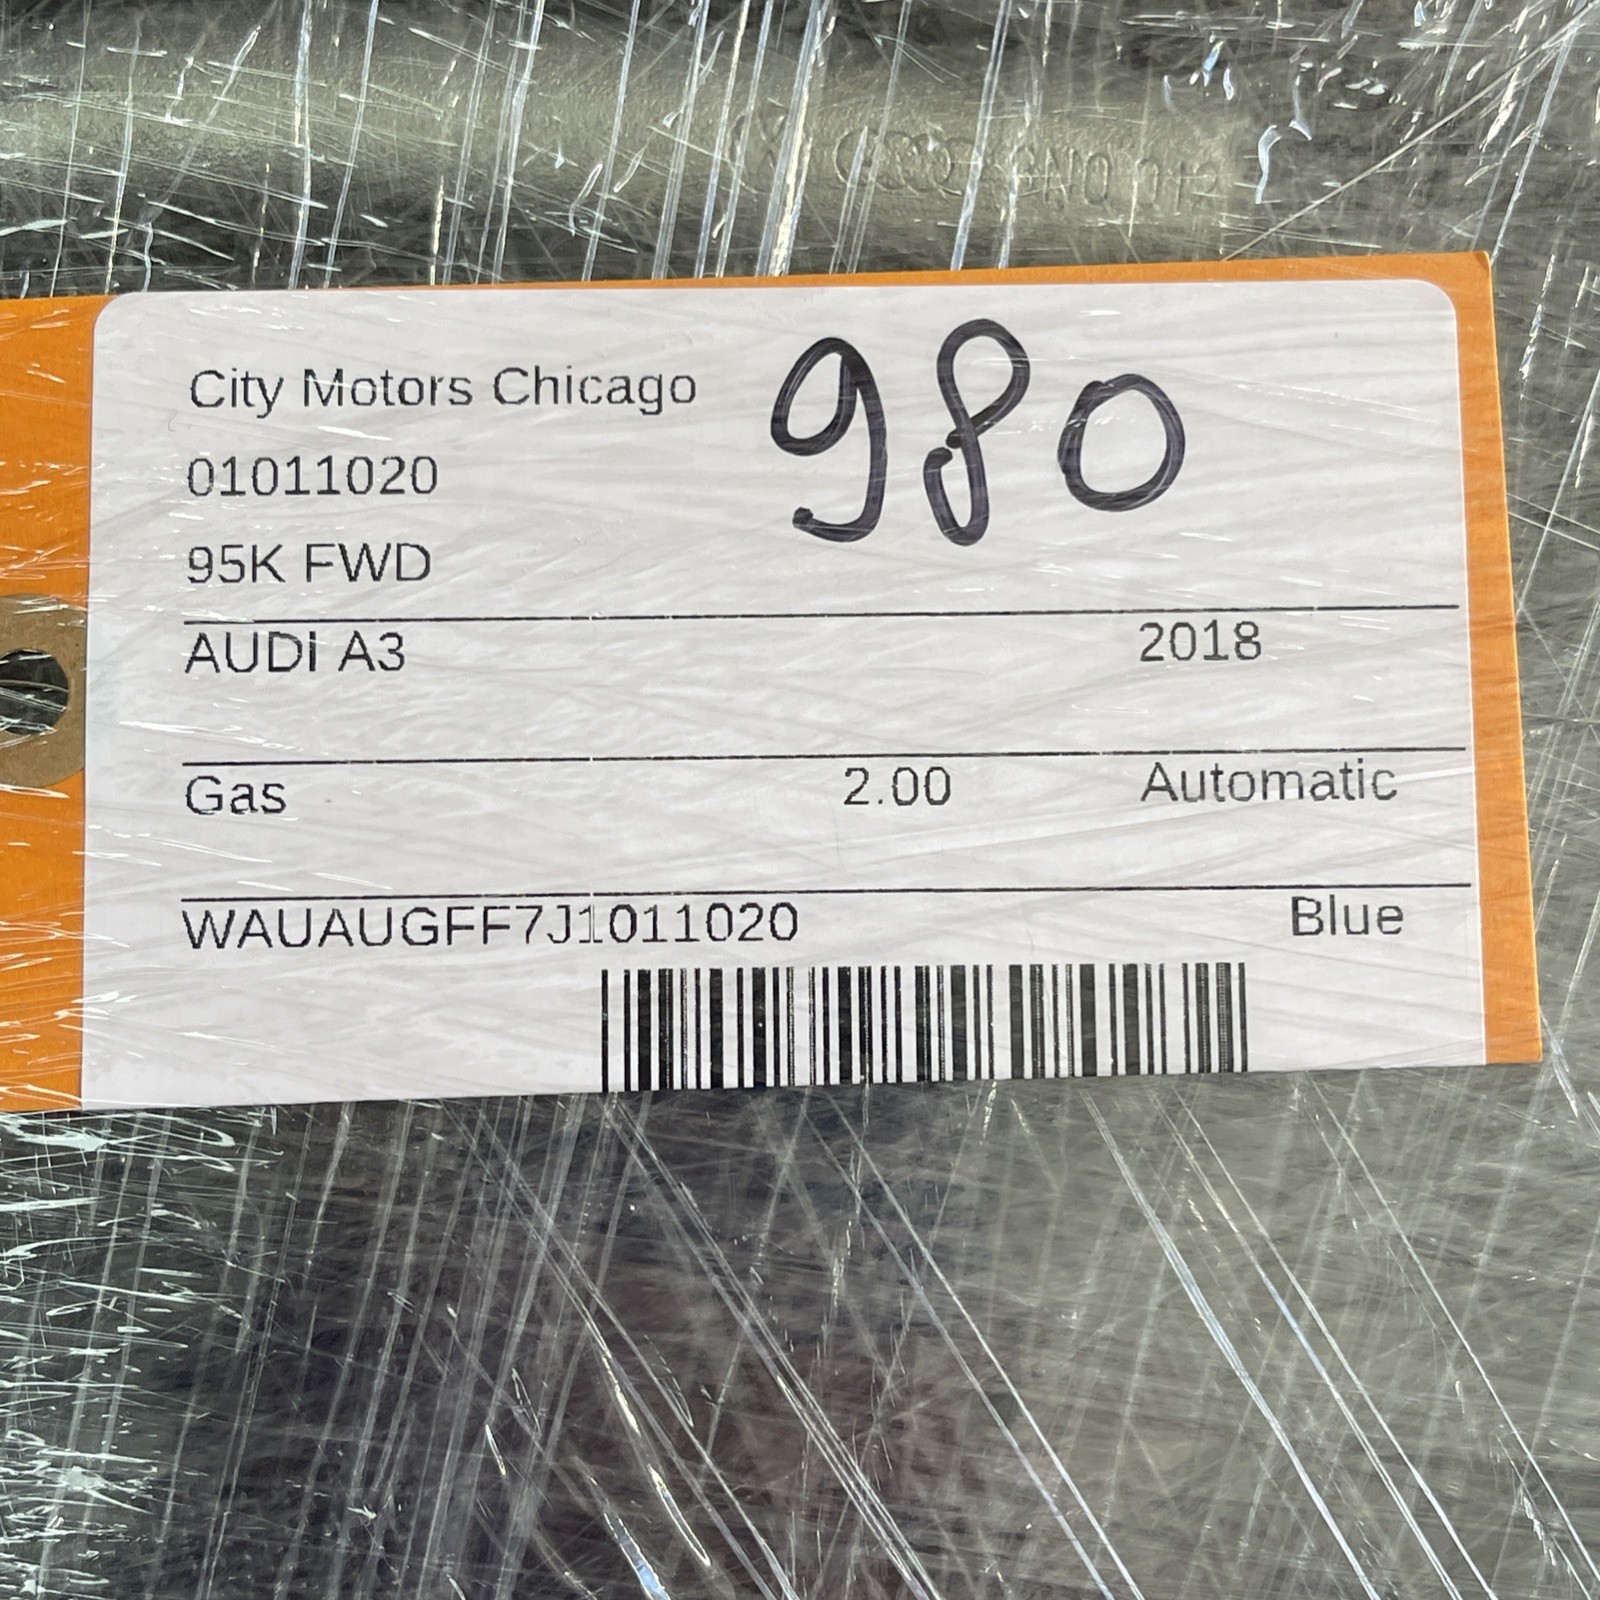 City Motors Chicago
980
01011020
95K FWD
AUDI A3 2018
Gas 2.00 Automatic
WAUAUGFF7J1011020 Blue